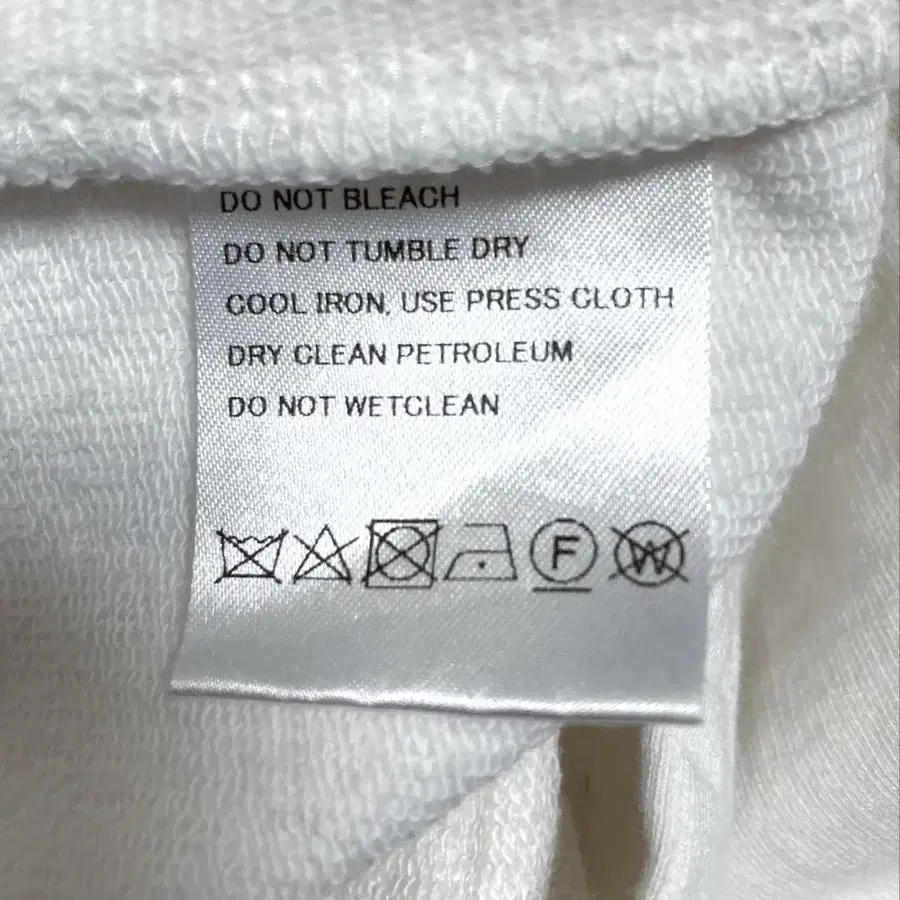 DO NOT BLEACH
DO NOT TUMBLE DRY
COOL IRON, USE PRESS CLOTH
DRY CLEAN PETROLEUM
DO NOT WETCLEAN
F W